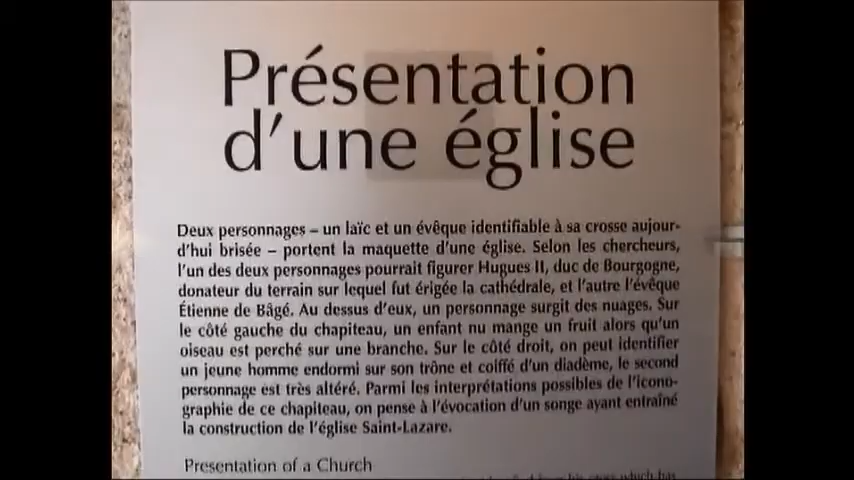 Présentation
d'une église
Deux personnages – un laïc et un évêque identifiable à sa crosse aujour-
d'hui brisée – portent la maquette d'une église. Selon les chercheurs,
l'un des deux personnages pourrait figurer Hugues II, duc de Bourgogne,
donateur du terrain sur lequel fut érigée la cathédrale, et l'autre l'évêque
Étienne de Bâgé. Au dessus d'eux, un personnage surgit des nuages. Sur
le côté gauche du chapiteau, un enfant nu mange un fruit alors qu'un
oiseau est perché sur une branche. Sur le côté droit, on peut identifier
un jeune homme endormi sur son trône et coiffé d'un diadème, le second
personnage est très altéré. Parmi les interprétations possibles de l'icono-
graphie de ce chapiteau, on pense à l'évocation d'un songe ayant entraîné
la construction de l'église Saint-Lazare.
Presentation of a Church
which has